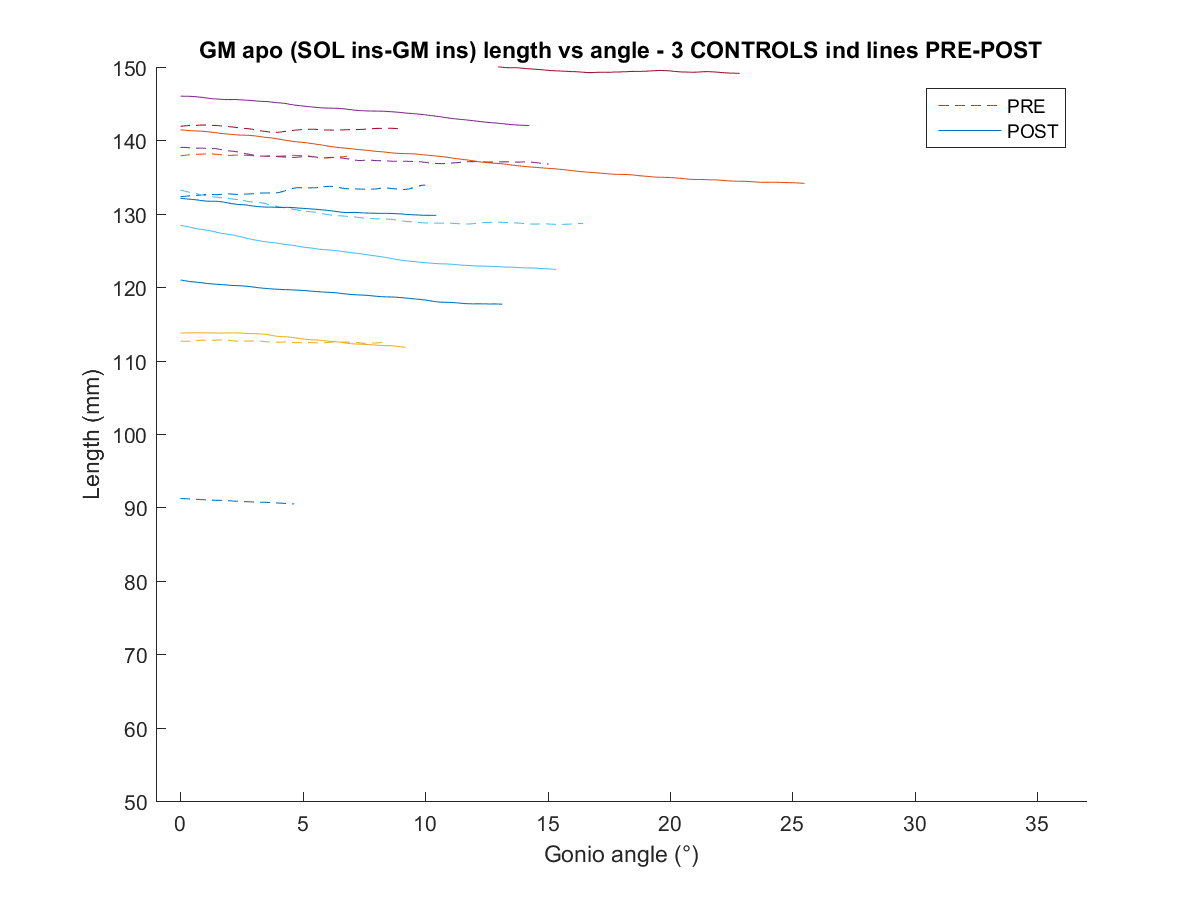 GM apo (SOL ins-GM ins) length vs angle - 3 CONTROLS ind lines PRE-POST
PRE
POST
150
140
130
120
110
100
90
80
70
60
50
Length (mm)
0 5 10 15 20 25 30 35
Gonio angle (°)